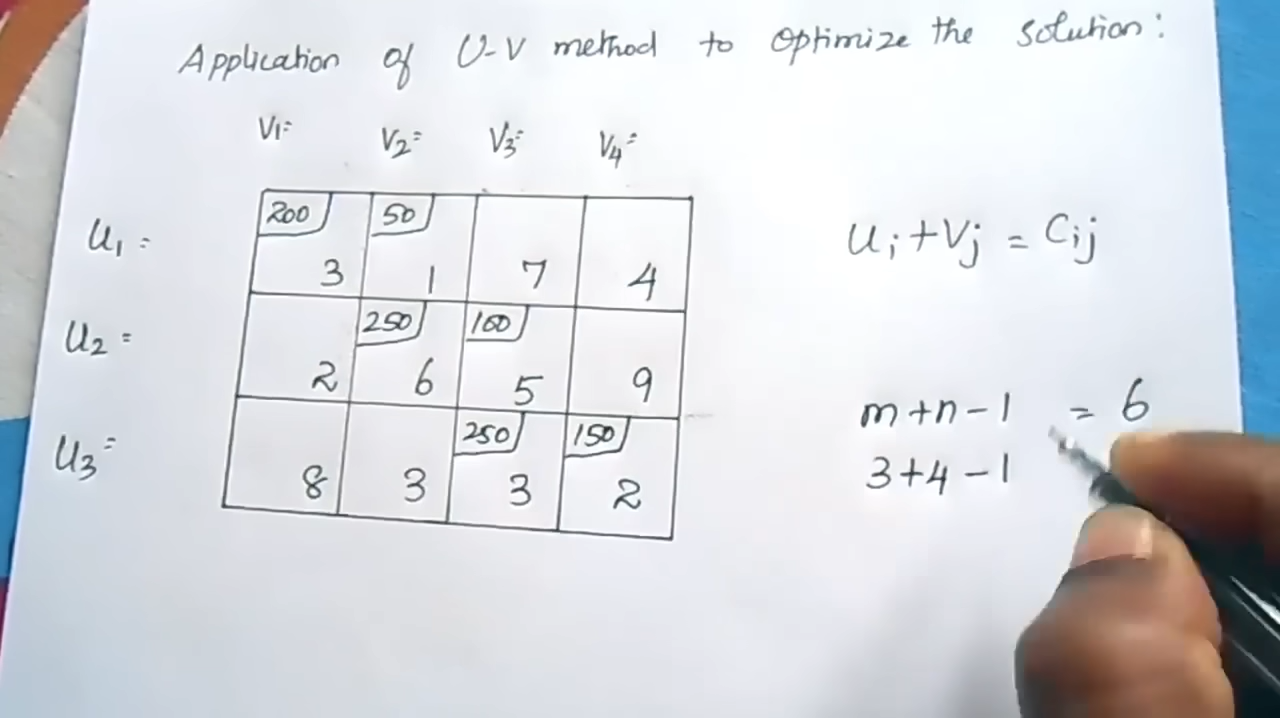 Application of U-V method to optimize the solution:
V1= V2= V3= V4=
U1= 200 3 50 1 7 4
Ui+Vj = Cij
U2= 2 250 6 100 5 9
m+n-1 = 6
3+4-1
U3= 8 3 250 3 150 2